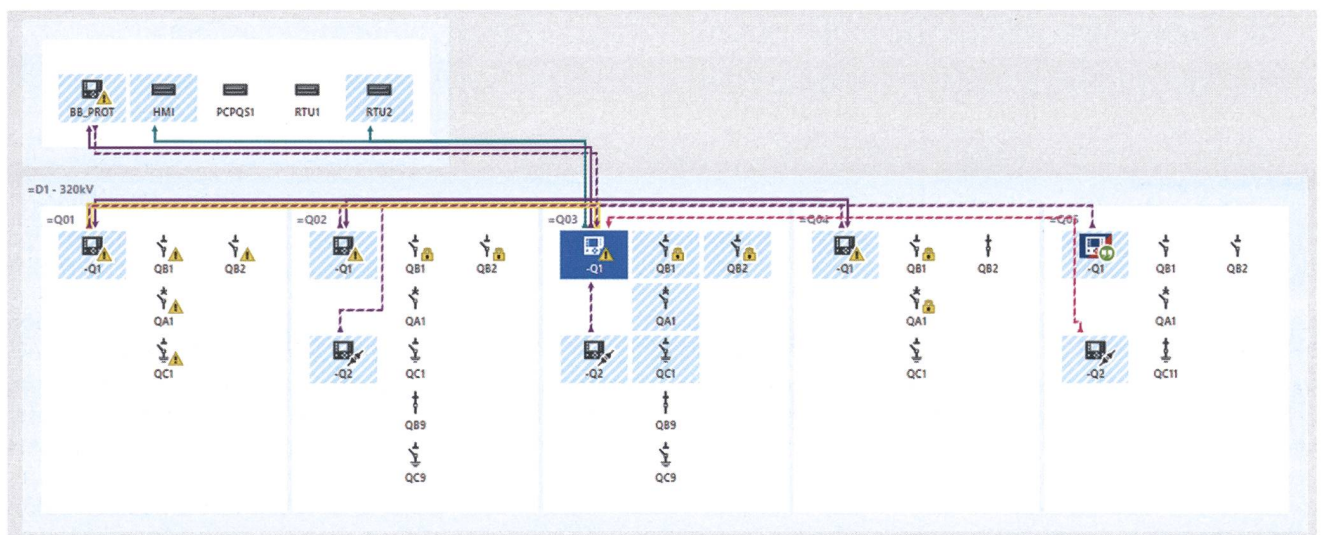 BB_PROT HMI PCPQS1 RTU1 RTU2
=D1 - 320kV
=Q01 =Q02 =Q03 =Q04 =Q05
-Q1 QB1 QB2 -Q1 QB1 QB2 -Q1 QB1 QB2 -Q1 QB1 QB2 -Q1 QB1 QB2
QA1 QA1 QA1 QA1 QA1
QC1 -Q2 QC1 -Q2 QC1 QC1 -Q2 QC11
QB9 QB9
QC9 QC9